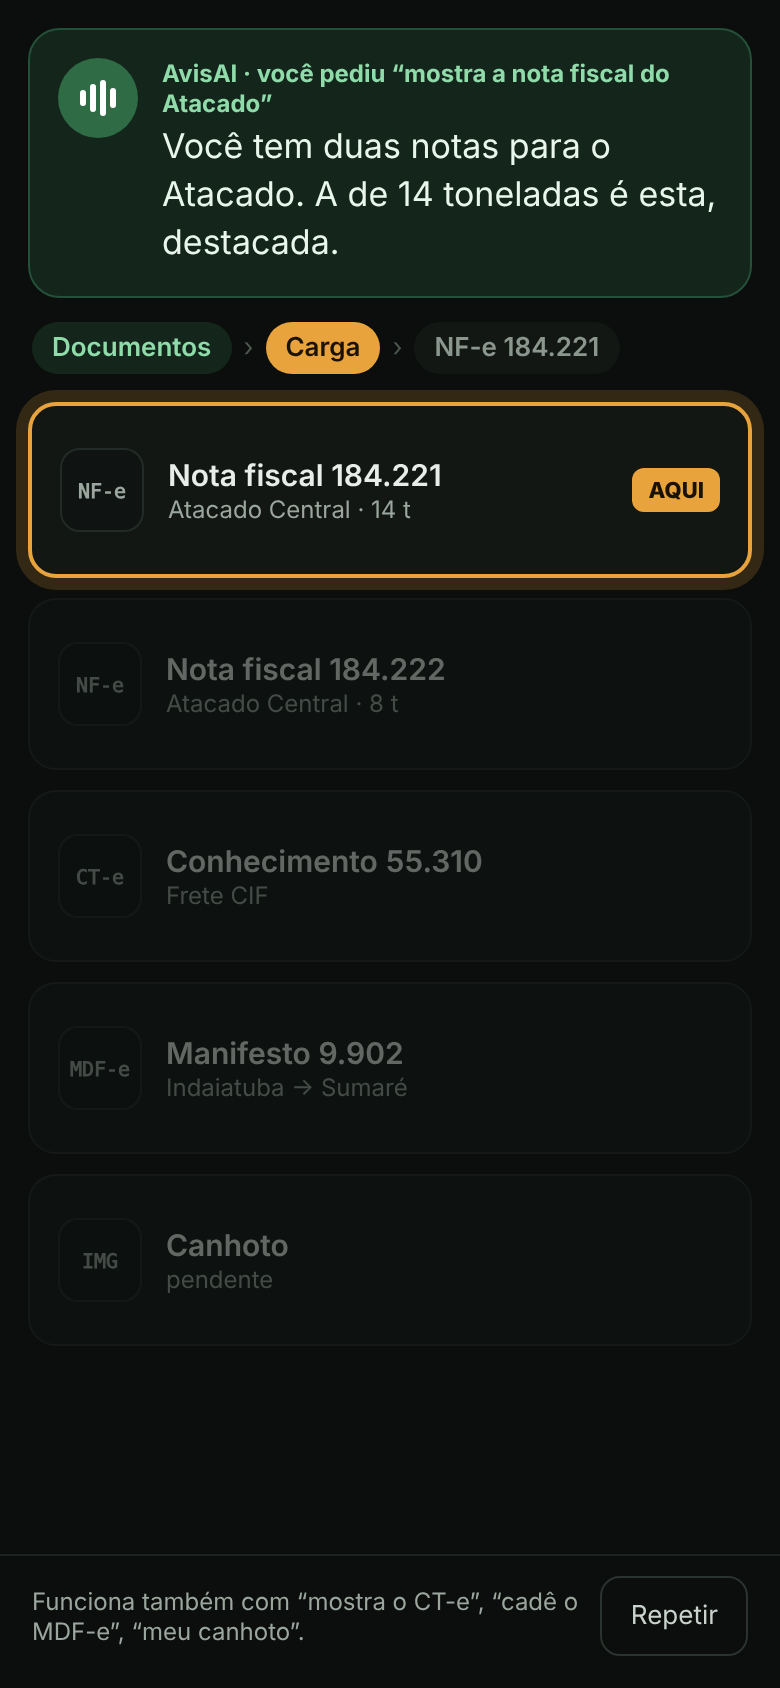 AvisAI · você pediu “mostra a nota fiscal do
Atacado”
Você tem duas notas para o
Atacado. A de 14 toneladas é esta,
destacada.
Documentos › Carga › NF-e 184.221
NF-e
Nota fiscal 184.221
Atacado Central · 14 t
AQUI
NF-e
Nota fiscal 184.222
Atacado Central · 8 t
CT-e
Conhecimento 55.310
Frete CIF
MDF-e
Manifesto 9.902
Indaiatuba → Sumaré
IMG
Canhoto
pendente
Funciona também com “mostra o CT-e”, “cadê o
MDF-e”, “meu canhoto”.
Repetir